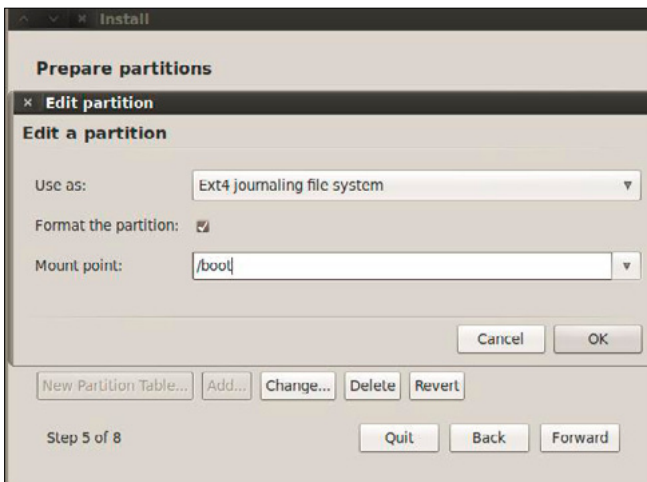 Install
Prepare partitions
Edit partition
Edit a partition
Use as: Ext4 journaling file system
Format the partition:
Mount point: /boot
Cancel OK
New Partition Table... Add... Change... Delete Revert
Step 5 of 8 Quit Back Forward